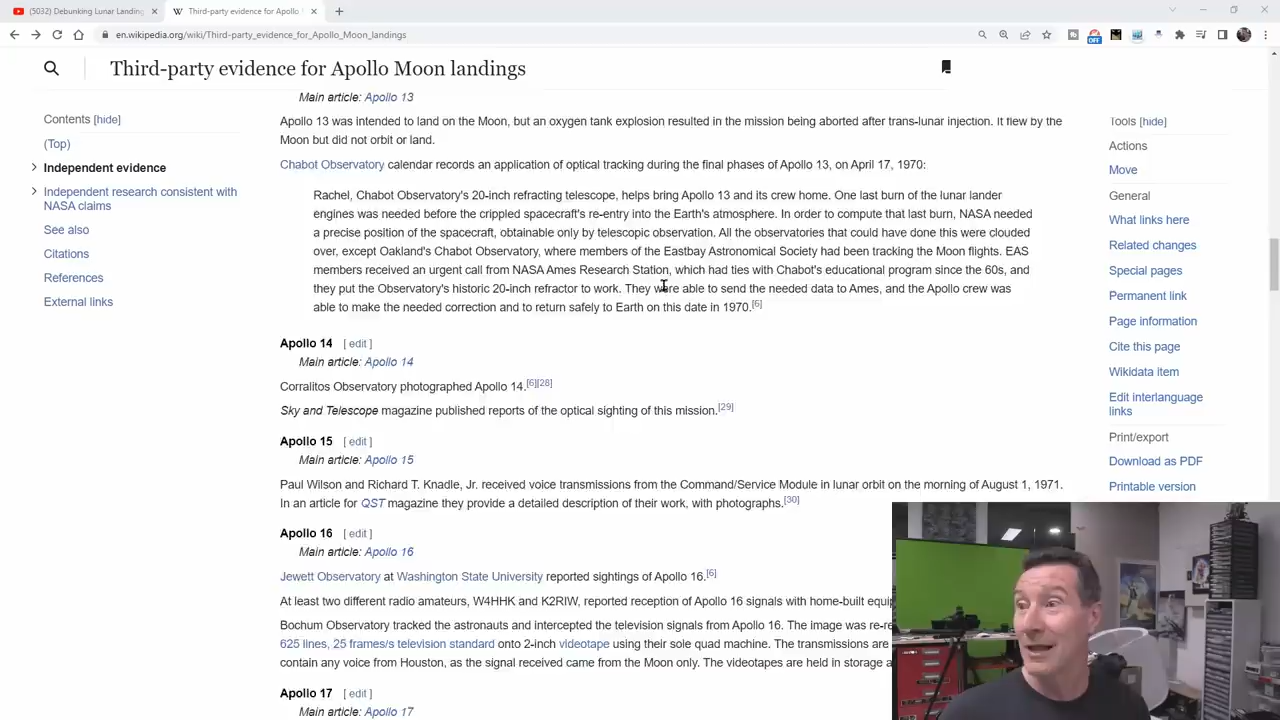 (5032) Debunking Lunar Landing
Third-party evidence for Apollo
en.wikipedia.org/wiki/Third-party_evidence_for_Apollo_Moon_landings
OFF
Third-party evidence for Apollo Moon landings
Contents [hide]
(Top)
Independent evidence
Independent research consistent with
NASA claims
See also
Citations
References
External links
Main article: Apollo 13
Apollo 13 was intended to land on the Moon, but an oxygen tank explosion resulted in the mission being aborted after trans-lunar injection. It flew by the
Moon but did not orbit or land.
Chabot Observatory calendar records an application of optical tracking during the final phases of Apollo 13, on April 17, 1970:
Rachel, Chabot Observatory's 20-inch refracting telescope, helps bring Apollo 13 and its crew home. One last burn of the lunar lander
engines was needed before the crippled spacecraft's re-entry into the Earth's atmosphere. In order to compute that last burn, NASA needed
a precise position of the spacecraft, obtainable only by telescopic observation. All the observatories that could have done this were clouded
over, except Oakland's Chabot Observatory, where members of the Eastbay Astronomical Society had been tracking the Moon flights. EAS
members received an urgent call from NASA Ames Research Station, which had ties with Chabot's educational program since the 60s, and
they put the Observatory's historic 20-inch refractor to work. They were able to send the needed data to Ames, and the Apollo crew was
able to make the needed correction and to return safely to Earth on this date in 1970.[6]
Apollo 14 [ edit ]
Main article: Apollo 14
Corralitos Observatory photographed Apollo 14.[6][28]
Sky and Telescope magazine published reports of the optical sighting of this mission.[29]
Apollo 15 [ edit ]
Main article: Apollo 15
Paul Wilson and Richard T. Knadle, Jr. received voice transmissions from the Command/Service Module in lunar orbit on the morning of August 1, 1971.
In an article for QST magazine they provide a detailed description of their work, with photographs.[30]
Apollo 16 [ edit ]
Main article: Apollo 16
Jewett Observatory at Washington State University reported sightings of Apollo 16.[6]
At least two different radio amateurs, W4HHK and K2RIW, reported reception of Apollo 16 signals with home-built
Bochum Observatory tracked the astronauts and intercepted the television signals from Apollo 16. The image was
625 lines, 25 frames/s television standard onto 2-inch videotape using their sole quad machine. The transmissions are
contain any voice from Houston, as the signal received came from the Moon only. The videotapes are held in storage
Apollo 17 [ edit ]
Main article: Apollo 17
Tools [hide]
Actions
Move
General
What links here
Related changes
Special pages
Permanent link
Page information
Cite this page
Wikidata item
Edit interlanguage
links
Print/export
Download as PDF
Printable version